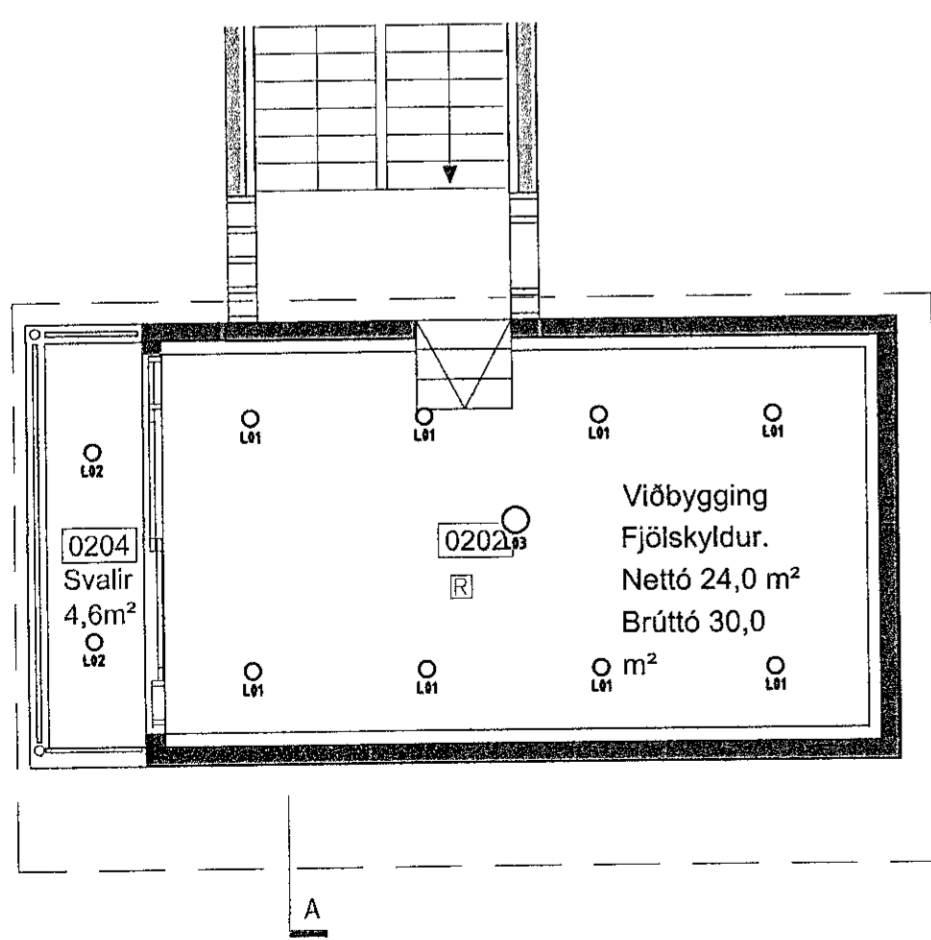 L01
L01
L01
L01
L02
0204
Svalir
4,6m²
L02
0202
L03
R
Viðbygging
Fjölskyldur.
Nettó 24,0 m²
Brúttó 30,0
m²
L01
L01
L01
L01
A